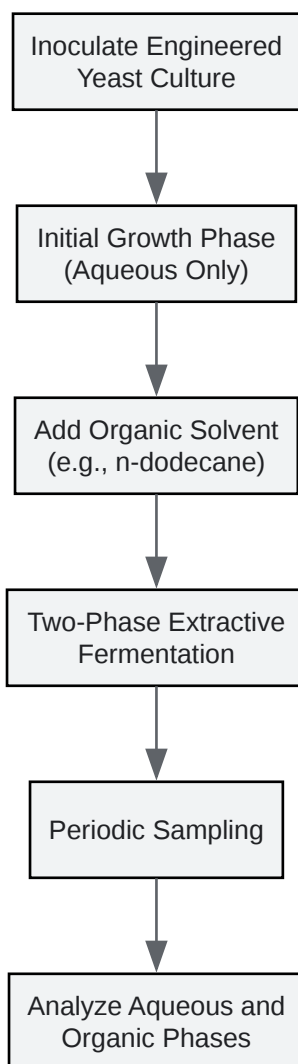 Inoculate Engineered
Yeast Culture
Initial Growth Phase
(Aqueous Only)
Add Organic Solvent
(e.g., n-dodecane)
Two-Phase Extractive
Fermentation
Periodic Sampling
Analyze Aqueous and
Organic Phases